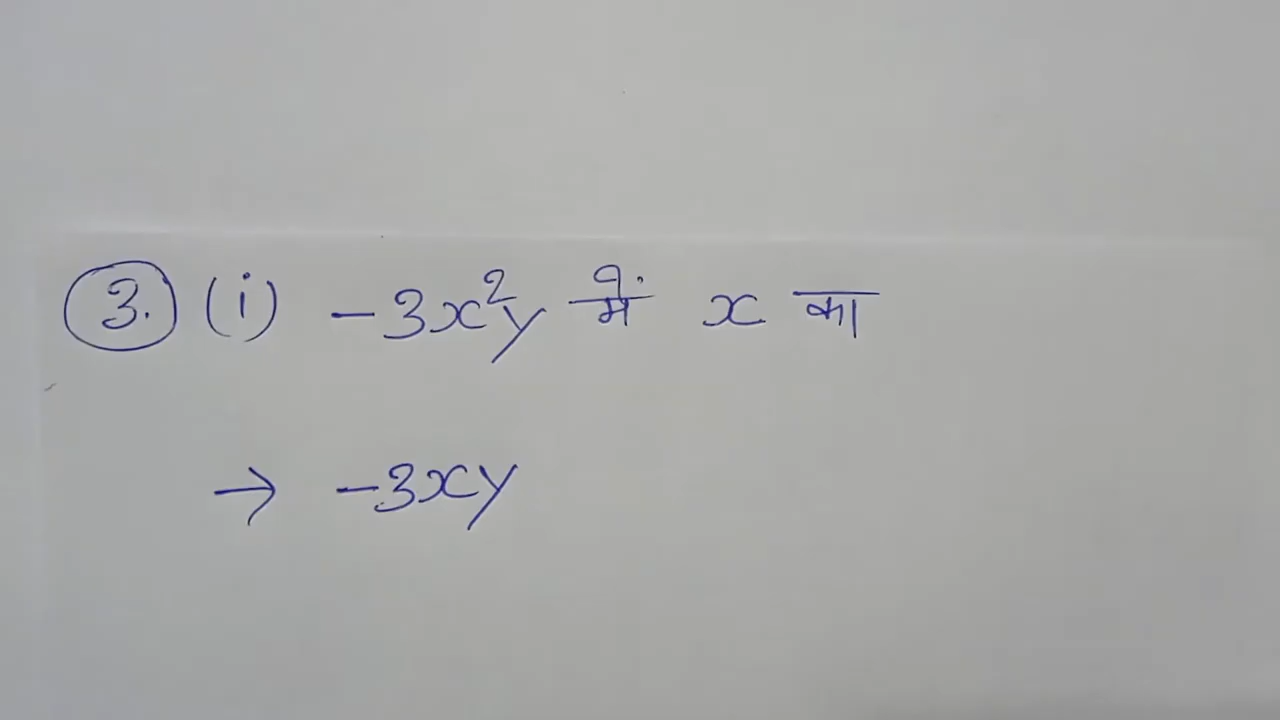 3. (i) -3x²y में x का
→ -3xy